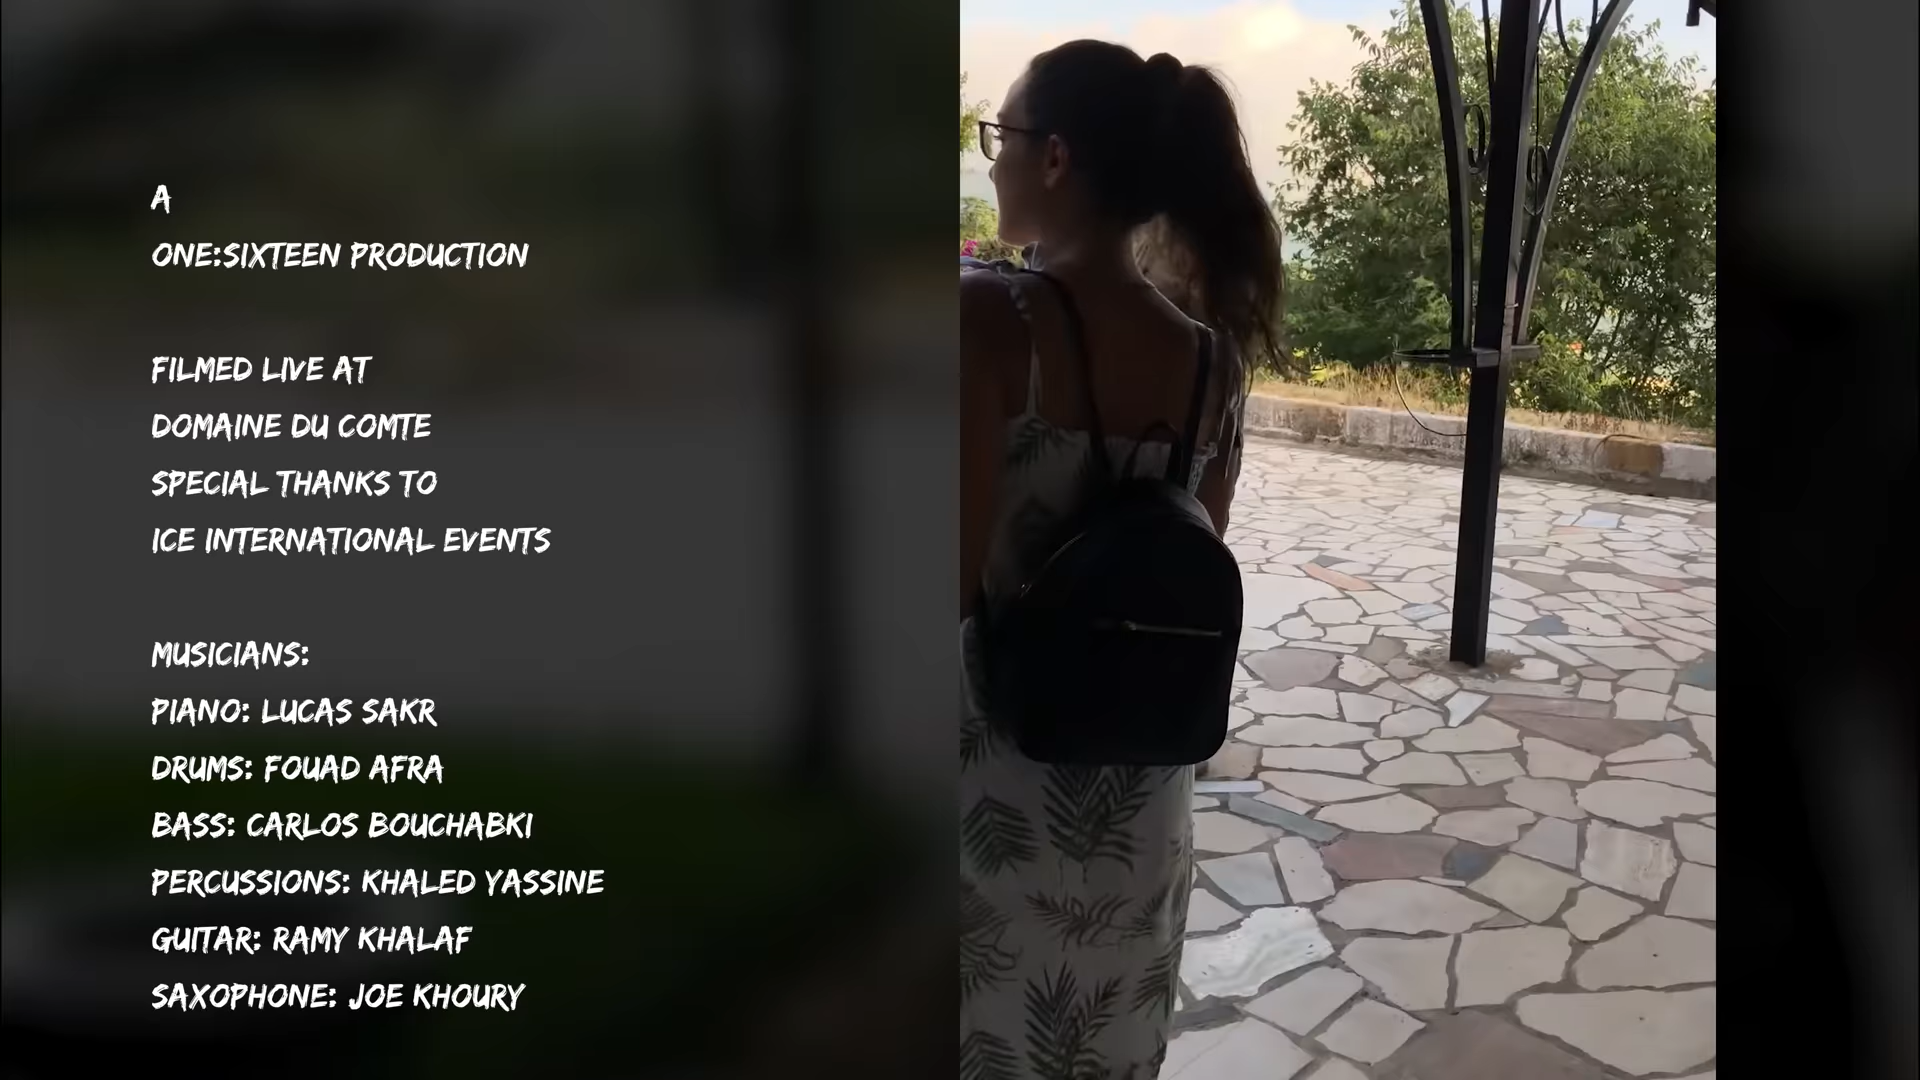 A
ONE:SIXTEEN PRODUCTION
FILMED LIVE AT
DOMAINE DU COMTE
SPECIAL THANKS TO
ICE INTERNATIONAL EVENTS
MUSICIANS:
PIANO: LUCAS SAKR
DRUMS: FOUAD AFRA
BASS: CARLOS BOUCHABKI
PERCUSSIONS: KHALED YASSINE
GUITAR: RAMY KHALAF
SAXOPHONE: JOE KHOURY